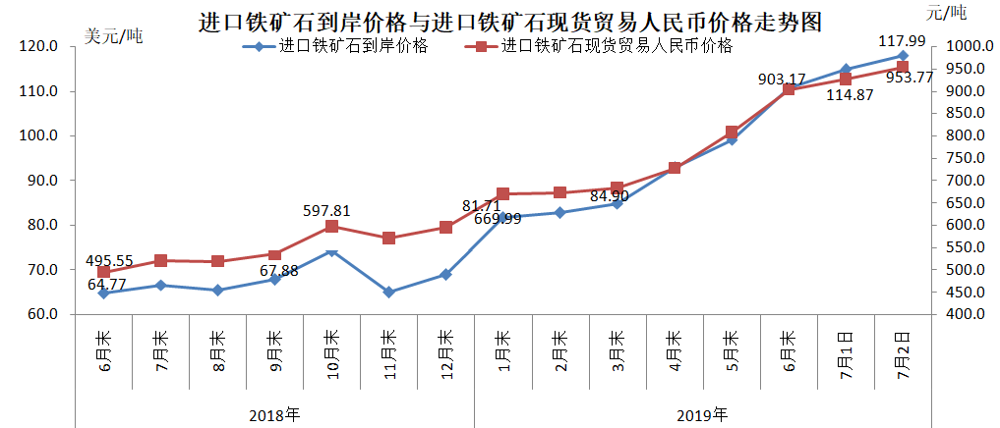 进口铁矿石到岸价格与进口铁矿石现货贸易人民币价格走势图
美元/吨
元/吨
进口铁矿石到岸价格
进口铁矿石现货贸易人民币价格
120.0
110.0
100.0
90.0
80.0
70.0
60.0
1000.0
950.0
900.0
850.0
800.0
750.0
700.0
650.0
600.0
550.0
500.0
450.0
400.0
495.55
64.77
67.88
597.81
81.71
669.99
84.90
903.17
114.87
117.99
953.77
6月末
7月末
8月末
9月末
10月末
11月末
12月末
1月末
2月末
3月末
4月末
5月末
6月末
7月1日
7月2日
2018年
2019年